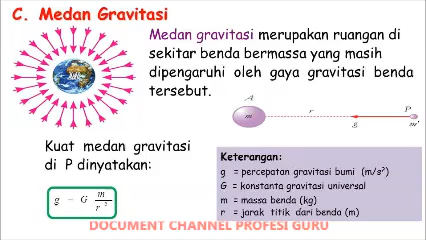 C. Medan Gravitasi
Medan gravitasi merupakan ruangan di
sekitar benda bermassa yang masih
dipengaruhi oleh gaya gravitasi benda
tersebut.
A
m
r
P
g
m'
Kuat medan gravitasi
di P dinyatakan:
g = G m / r²
Keterangan:
g = percepatan gravitasi bumi (m/s²)
G = konstanta gravitasi universal
m = massa benda (kg)
r = jarak titik dari benda (m)
DOCUMENT CHANNEL PROFESI GURU